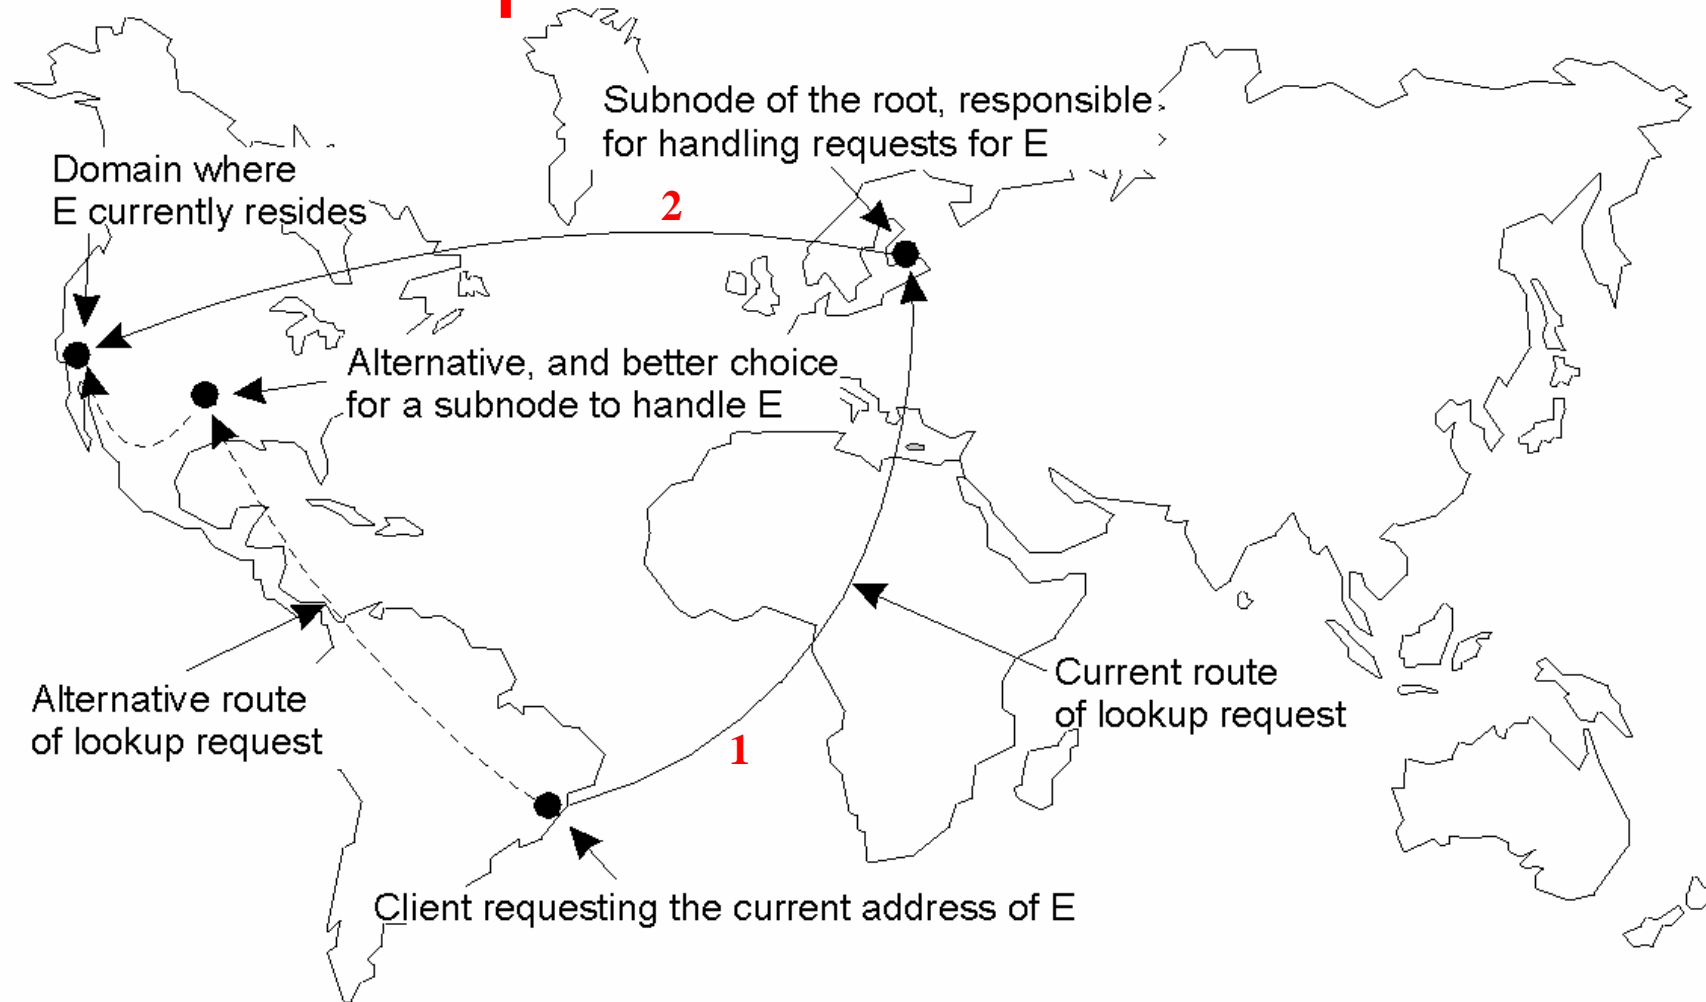 Subnode of the root, responsible
for handling requests for E
Domain where
E currently resides
2
Alternative, and better choice
for a subnode to handle E
Alternative route
of lookup request
Current route
of lookup request
1
Client requesting the current address of E